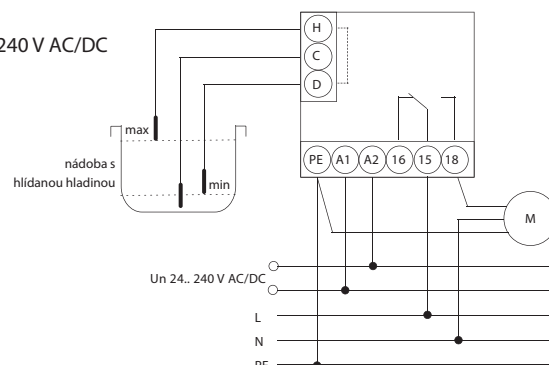 240 V AC/DC
H
C
D
max
min
nádoba s
hlídanou hladinou
PE A1 A2 16 15 18
M
Un 24.. 240 V AC/DC
L
N
PE